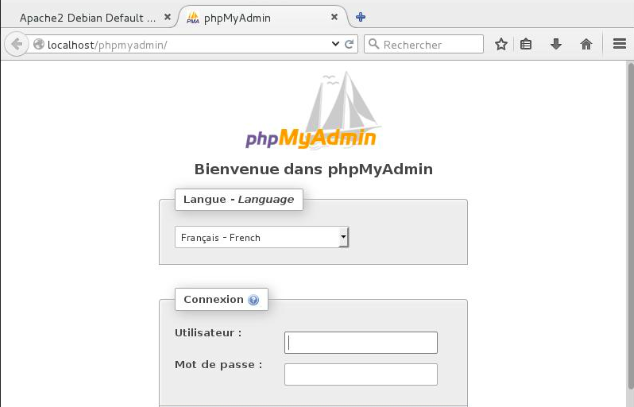 Apache2 Debian Default ...
phpMyAdmin
localhost/phpmyadmin/
Rechercher
phpMyAdmin
Bienvenue dans phpMyAdmin
Langue - Language
Français - French
Connexion
Utilisateur :
Mot de passe :